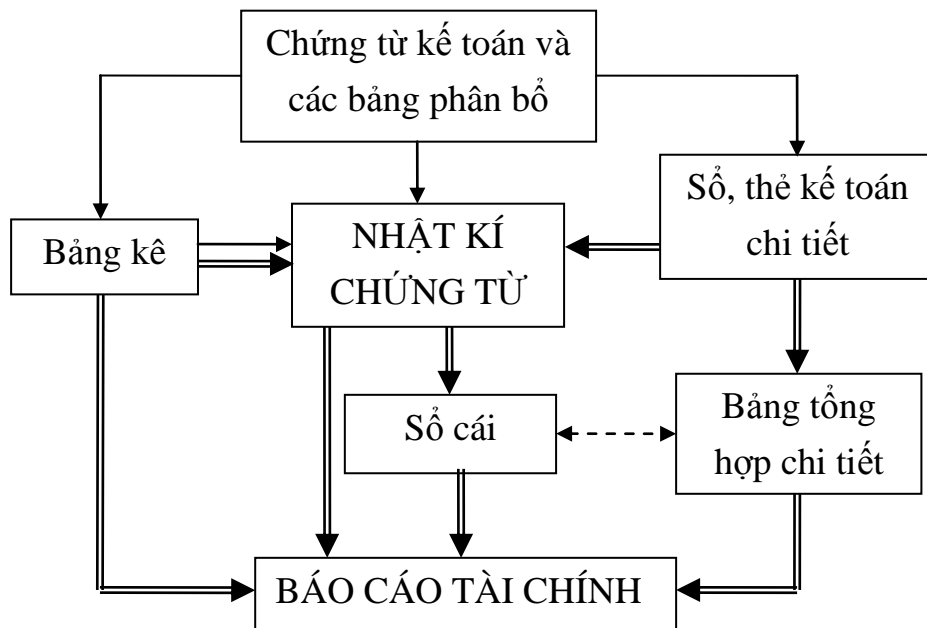 Chứng từ kế toán và
các bảng phân bổ
Sổ, thẻ kế toán
chi tiết
Bảng kê
NHẬT KÍ
CHỨNG TỪ
Sổ cái
Bảng tổng
hợp chi tiết
BÁO CÁO TÀI CHÍNH